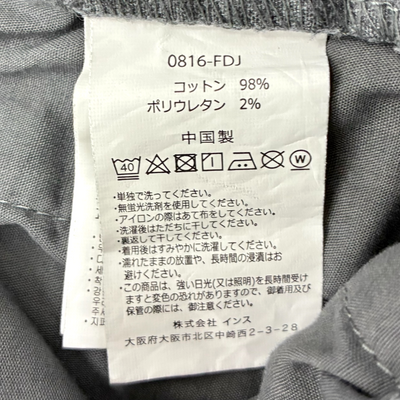 0816-FDJ
コットン 98%
ポリウレタン 2%
中国製
40 W
・単独で洗ってください。
・無蛍光洗剤を使用してください。
・アイロンの際はあて布をしてください。
・洗濯後はただちに干してください。
・裏返して干してください。
・着用後はすみやかに洗濯してください。
・濡れたままの放置や、長時間の浸漬はお
避けください。
・この商品は、強い日光(又は照明)を長時間受け
ますと変色の恐れがありますので、御着用及び
保管の際には、御注意ください。
株式会社 インス
大阪府大阪市北区中崎西2-3-28